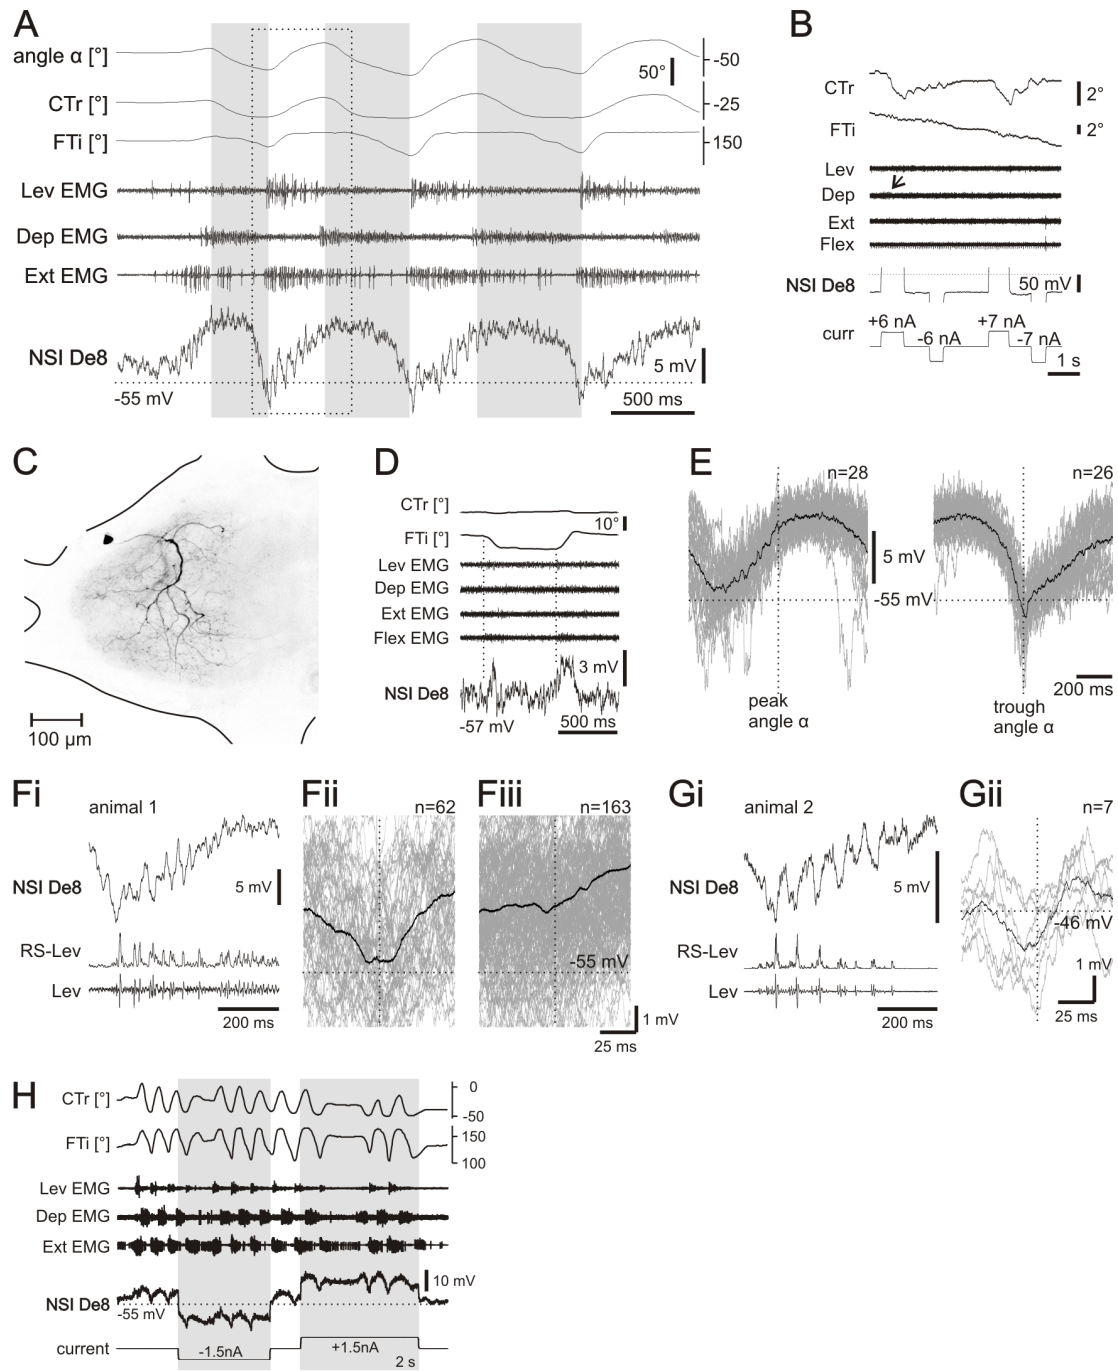 A
angle α [°]
-50
50°
CTr [°]
-25
FTi [°]
150
Lev EMG
Dep EMG
Ext EMG
NSI De8
5 mV
-55 mV
500 ms
B
CTr
2°
FTi
2°
Lev
Dep
Ext
Flex
NSI De8
50 mV
curr
+6 nA
-6 nA
+7 nA
-7 nA
1 s
C
100 µm
D
CTr [°]
10°
FTi [°]
Lev EMG
Dep EMG
Ext EMG
Flex EMG
3 mV
NSI De8
-57 mV
500 ms
E
n=28
n=26
5 mV
-55 mV
200 ms
peak
angle α
trough
angle α
Fi
animal 1
NSI De8
5 mV
RS-Lev
Lev
200 ms
Fii
n=62
Fiii
n=163
-55 mV
1 mV
25 ms
Gi
animal 2
NSI De8
5 mV
RS-Lev
Lev
200 ms
Gii
n=7
-46 mV
1 mV
25 ms
H
CTr [°]
0
-50
FTi [°]
150
100
Lev EMG
Dep EMG
Ext EMG
10 mV
NSI De8
-55 mV
current
-1.5nA
+1.5nA
2 s